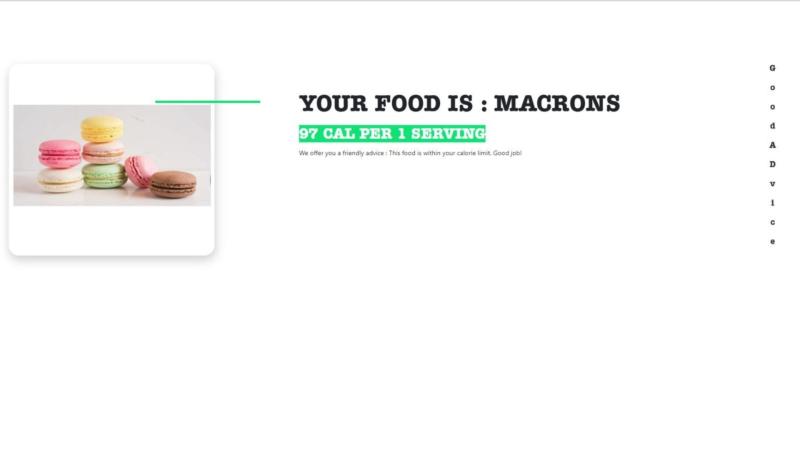 YOUR FOOD IS : MACRONS
97 CAL PER 1 SERVING
We offer you a friendly advice : This food is within your calorie limit. Good job!
G
o
o
d
A
D
v
i
c
e